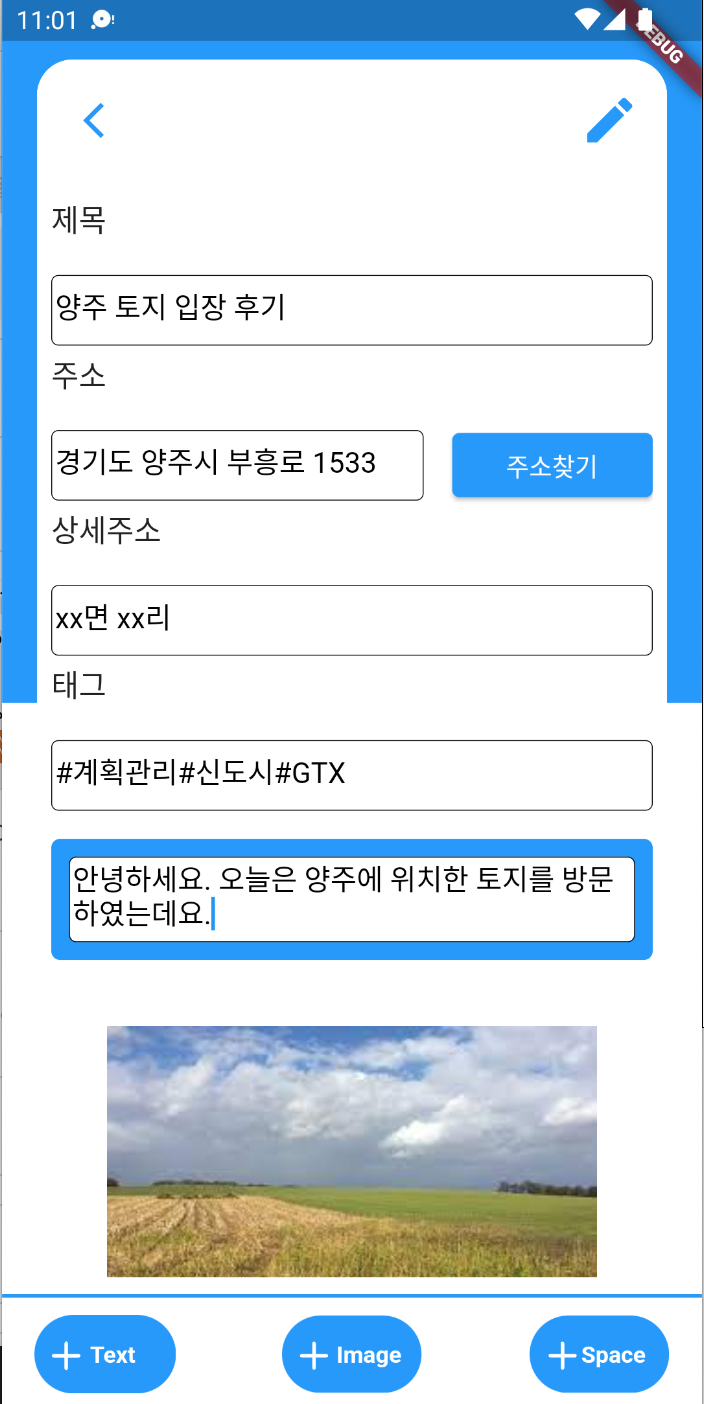 11:01
DEBUG
제목
양주 토지 입장 후기
주소
경기도 양주시 부흥로 1533
주소찾기
상세주소
xx면 xx리
태그
#계획관리#신도시#GTX
안녕하세요. 오늘은 양주에 위치한 토지를 방문
하였는데요.
Text
Image
Space